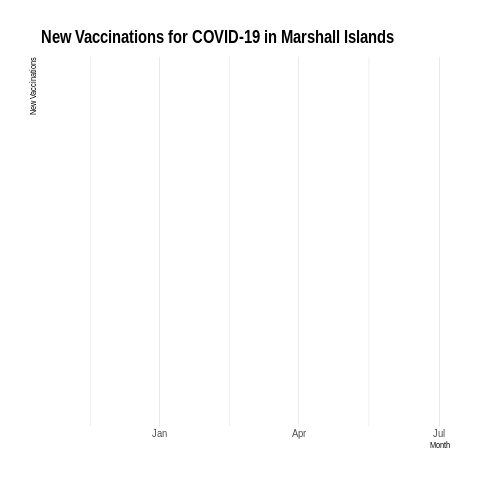 New Vaccinations for COVID-19 in Marshall Islands
New Vaccinations
Jan Apr Jul
Month